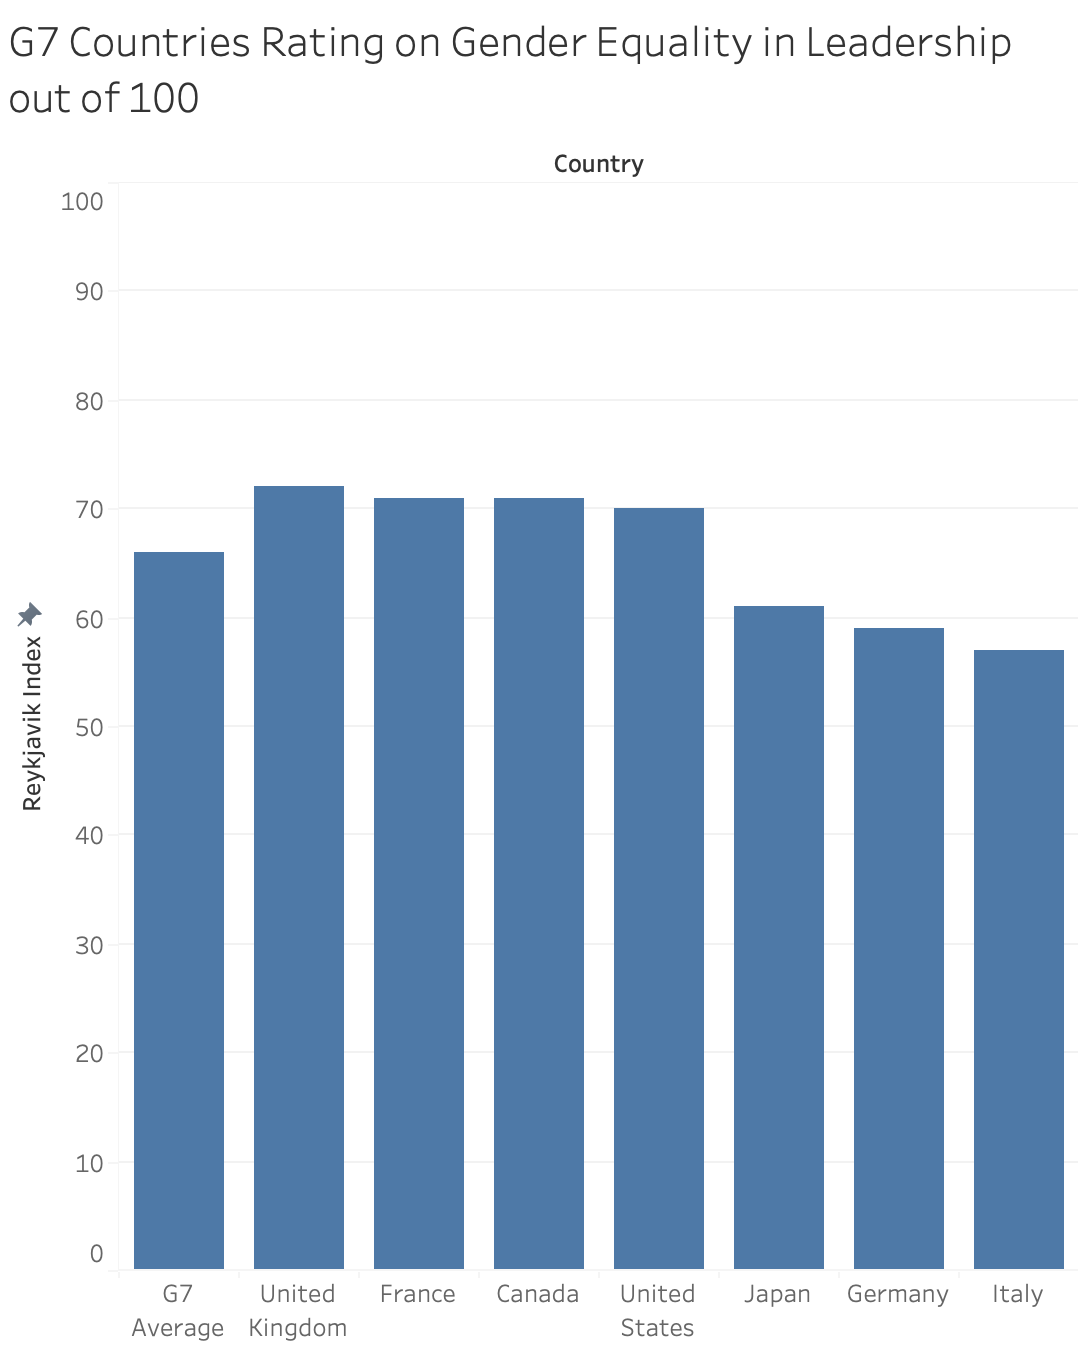 G7 Countries Rating on Gender Equality in Leadership
out of 100
Country
100
90
80
70
60
50
40
30
20
10
0
Reykjavik Index
G7 Average
United Kingdom
France
Canada
United States
Japan
Germany
Italy